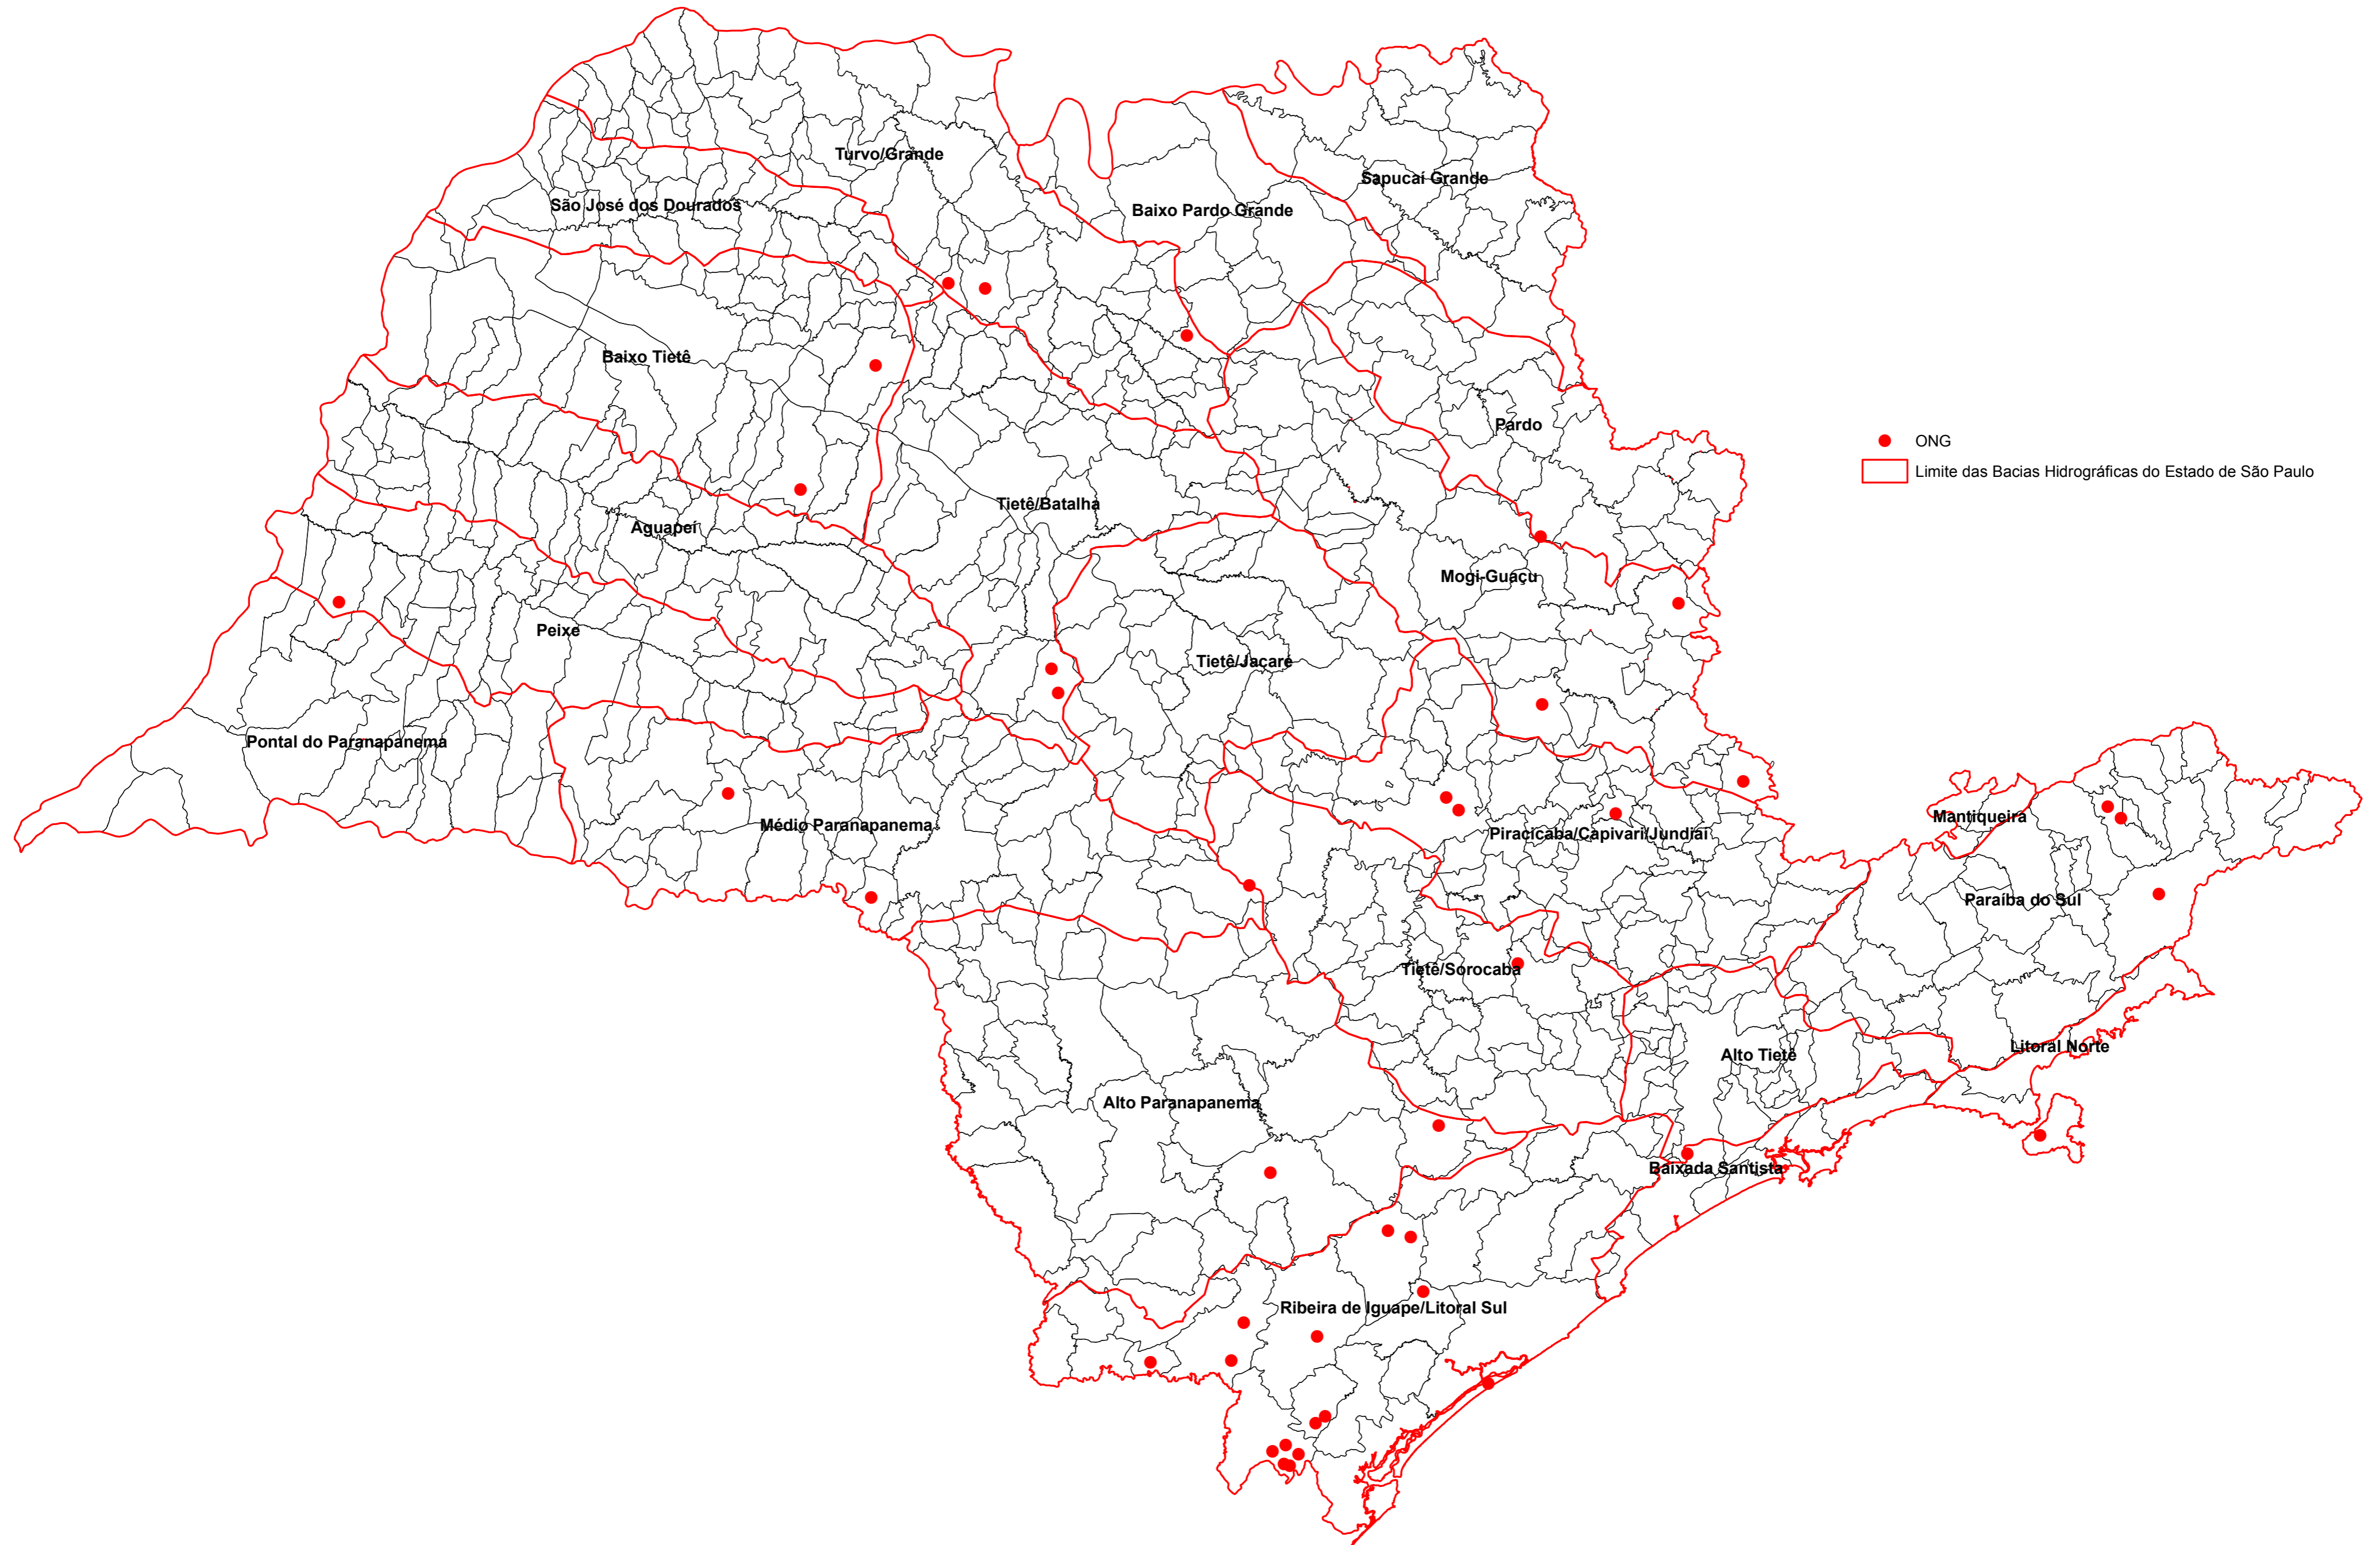 Turvo/Grande
Sapucaí Grande
São José dos Dourados
Baixo Pardo Grande
Baixo Tietê
Pardo
ONG
Limite das Bacias Hidrográficas do Estado de São Paulo
Tietê/Batalha
Aguapeí
Mogi-Guaçu
Peixe
Tietê/Jacaré
Pontal do Paranapanema
Médio Paranapanema
Mantiqueira
Piracicaba/Capivari/Jundiaí
Paraíba do Sul
Tietê/Sorocaba
Litoral Norte
Alto Tietê
Alto Paranapanema
Baixada Santista
Ribeira de Iguape/Litoral Sul